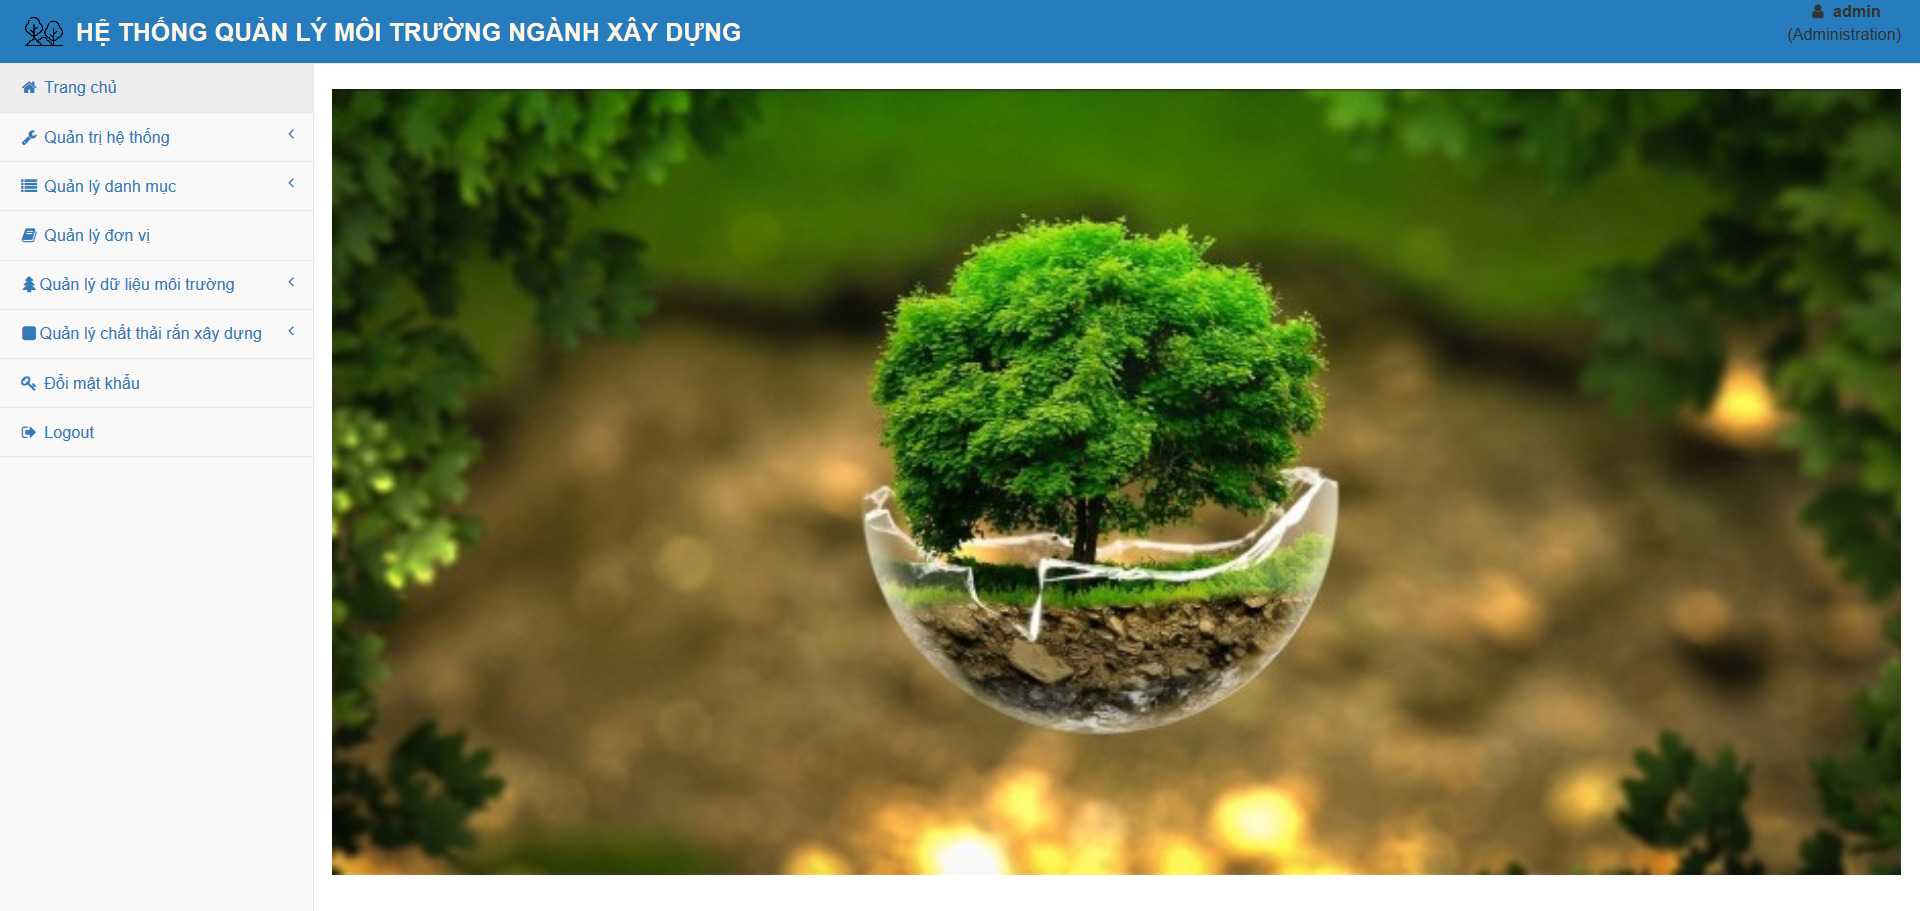 HỆ THỐNG QUẢN LÝ MÔI TRƯỜNG NGÀNH XÂY DỰNG
admin
(Administration)
Trang chủ
Quản trị hệ thống
Quản lý danh mục
Quản lý đơn vị
Quản lý dữ liệu môi trường
Quản lý chất thải rắn xây dựng
Đổi mật khẩu
Logout